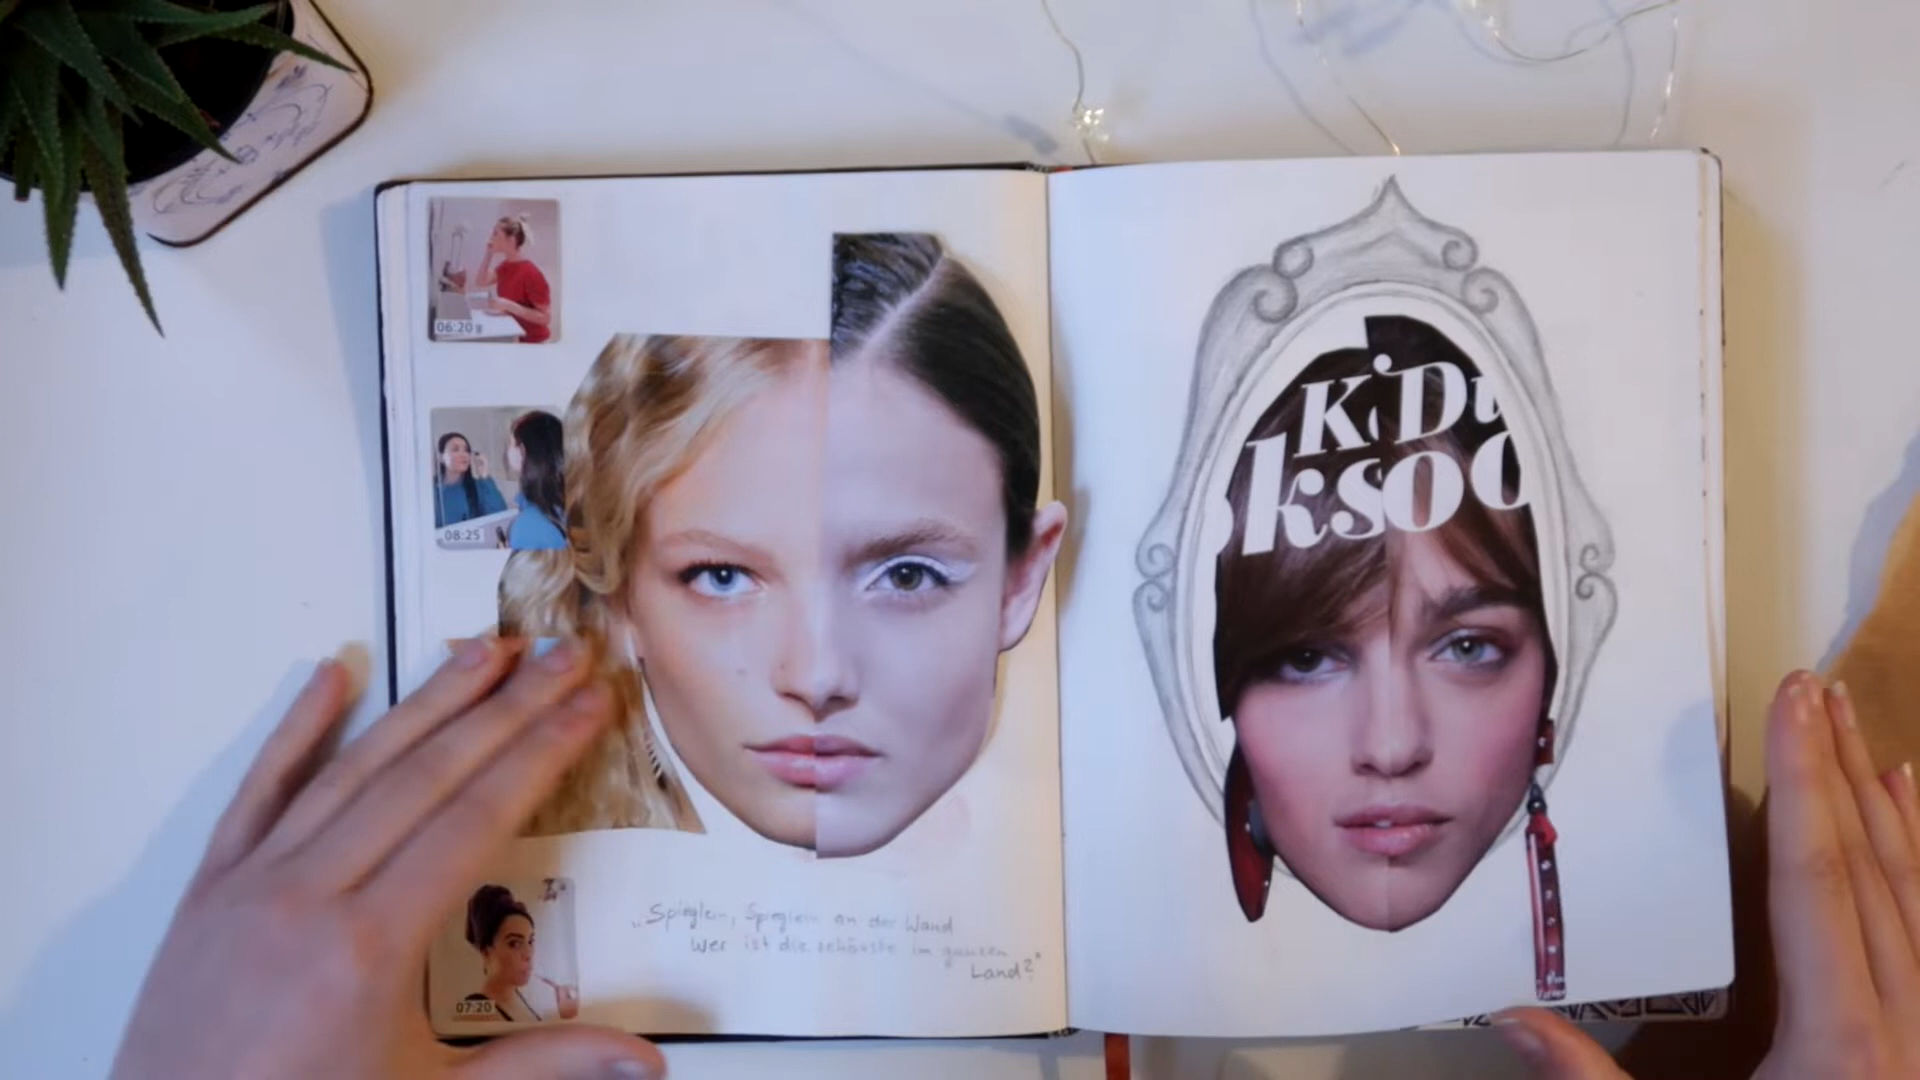 06:20
08:25
07:20
„Spieglein, Spieglein an der Wand
Wer ist die schönste im ganzen
Land?"
K'Du
ksoo